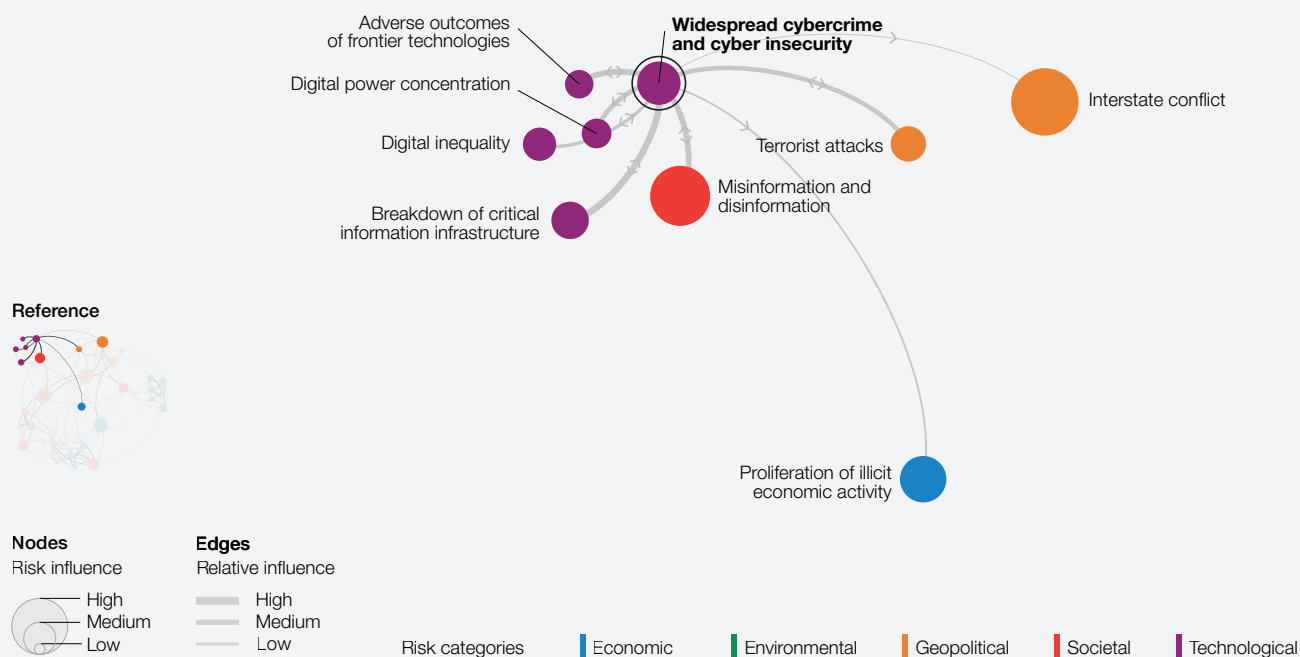 Adverse outcomes
of frontier technologies
Widespread cybercrime
and cyber insecurity
Digital power concentration
Interstate conflict
Digital inequality
Terrorist attacks
Misinformation and
disinformation
Breakdown of critical
information infrastructure
Reference
Proliferation of illicit
economic activity
Nodes
Risk influence
High
Medium
Low
Edges
Relative influence
High
Medium
Low
Risk categories
Economic
Environmental
Geopolitical
Societal
Technological